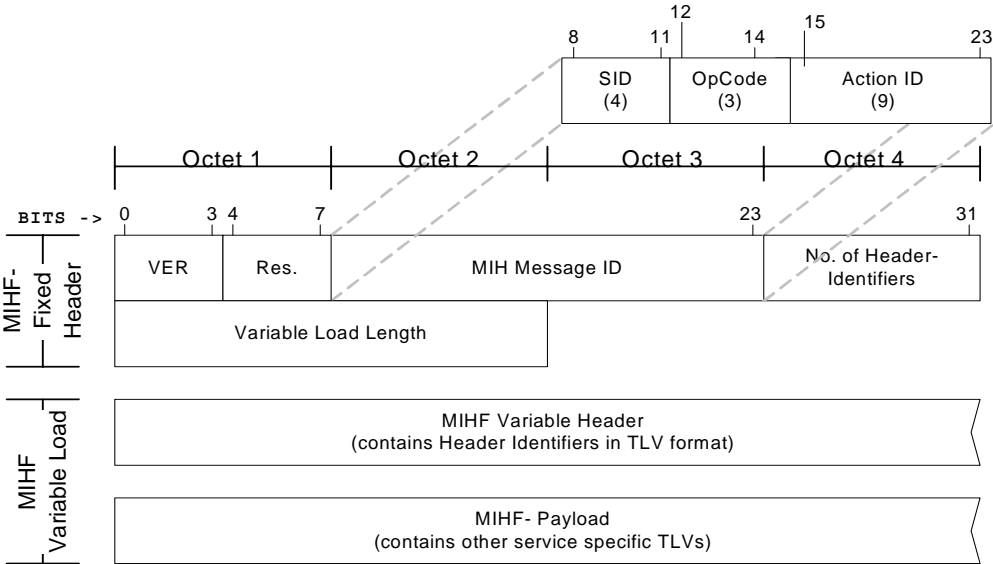 12
8 11 14 15 23
SID OpCode Action ID
(4) (3) (9)
Octet 1 Octet 2 Octet 3 Octet 4
BITS -> 0 3 4 7 23 31
MIHF-
Fixed
Header
VER Res. MIH Message ID No. of Header-
Identifiers
Variable Load Length
MIHF
Variable Load
MIHF Variable Header
(contains Header Identifiers in TLV format)
MIHF- Payload
(contains other service specific TLVs)